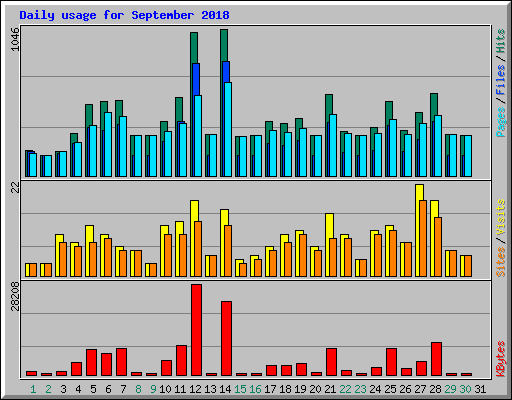 Daily usage for September 2018
1046
Pages / Files / Hits
22
Sites / Visits
28208
KBytes
1 2 3 4 5 6 7 8 9 10 11 12 13 14 15 16 17 18 19 20 21 22 23 24 25 26 27 28 29 30 31